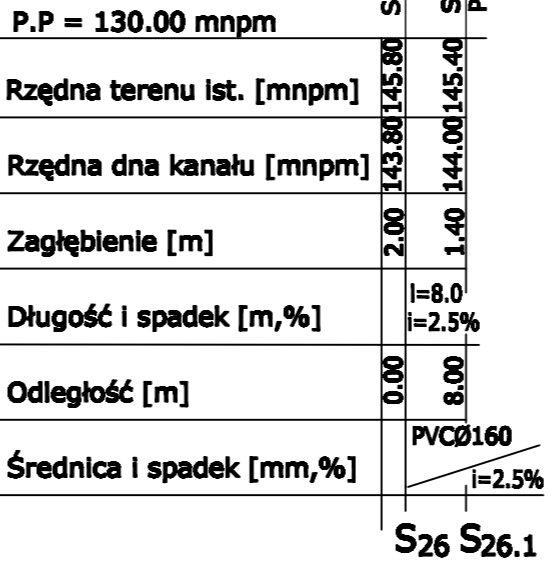 P.P = 130.00 mnpm S S P
Rzędna terenu ist. [mnpm] 145.80 145.40
Rzędna dna kanału [mnpm] 143.80 144.00
Zagłębienie [m] 2.00 1.40
Długość i spadek [m,%] l=8.0
i=2.5%
Odległość [m] 0.00 8.00
PVCØ160
Średnica i spadek [mm,%] i=2.5%
S26 S26.1